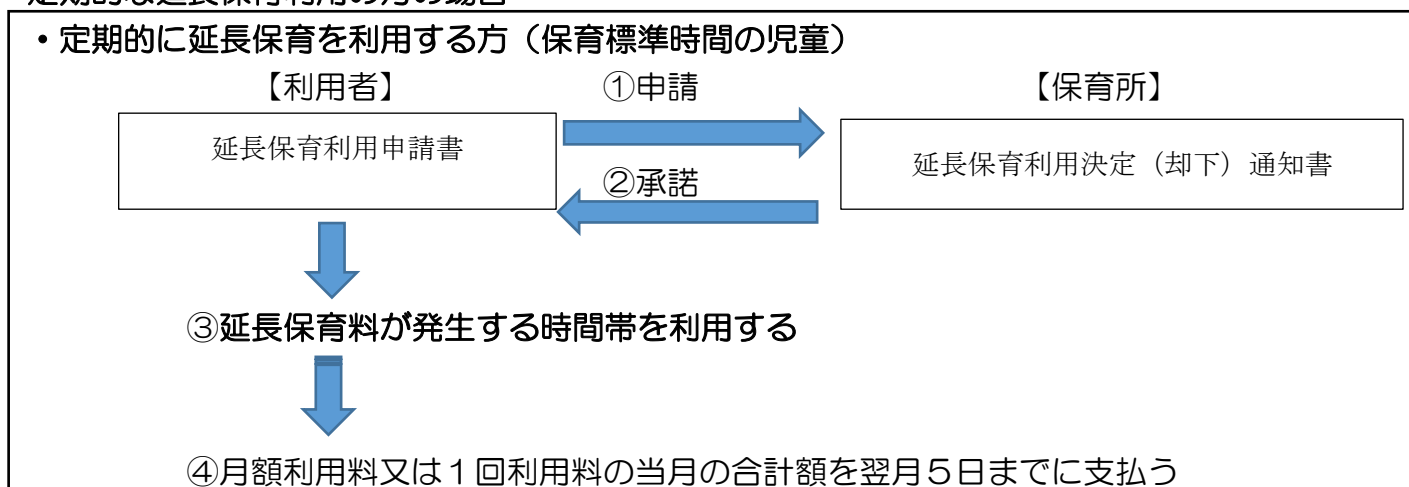 ・定期的に延長保育を利用する方（保育標準時間の児童）
【利用者】 ①申請 【保育所】
延長保育利用申請書
延長保育利用決定（却下）通知書
②承諾
③延長保育料が発生する時間帯を利用する
④月額利用料又は１回利用料の当月の合計額を翌月５日までに支払う